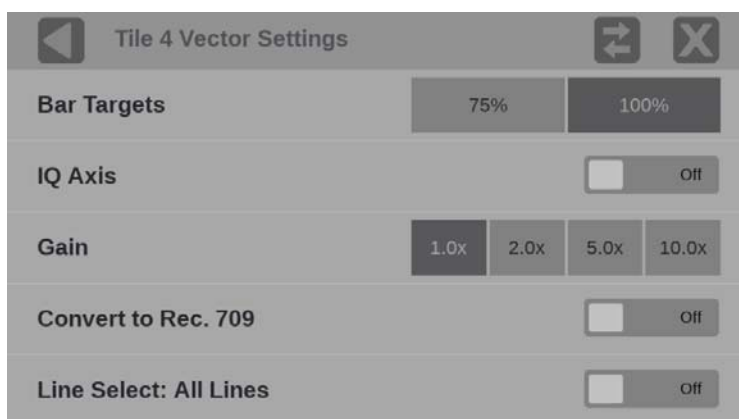 Tile 4 Vector Settings
Bar Targets 75% 100%
IQ Axis Off
Gain 1.0x 2.0x 5.0x 10.0x
Convert to Rec. 709 Off
Line Select: All Lines Off